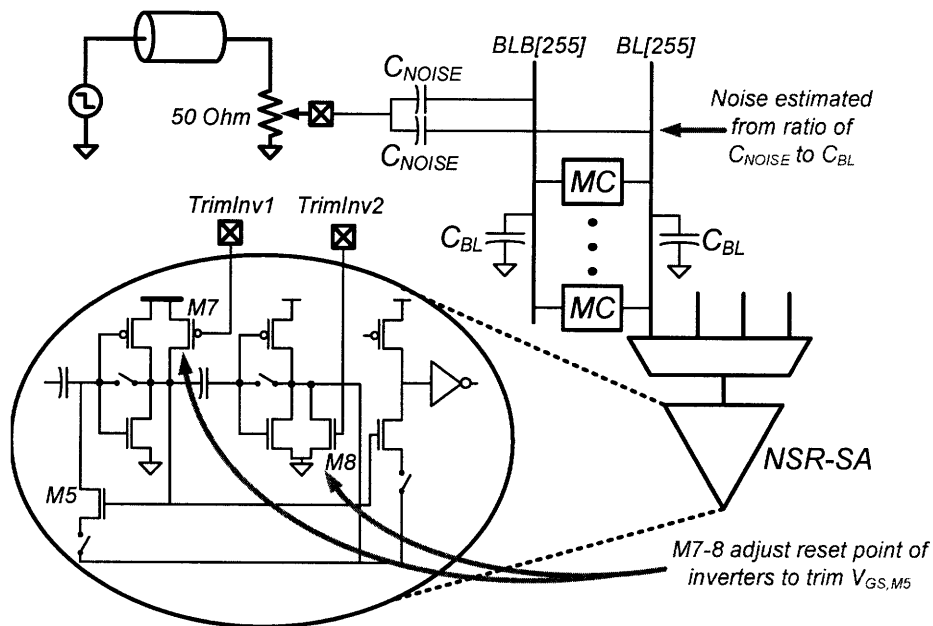 BLB[255]
BL[255]
C_NOISE
50 Ohm
C_NOISE
Noise estimated
from ratio of
C_NOISE to C_BL
MC
TrimInv1
TrimInv2
C_BL
C_BL
M7
MC
M8
M5
NSR-SA
M7-8 adjust reset point of
inverters to trim V_GS,M5